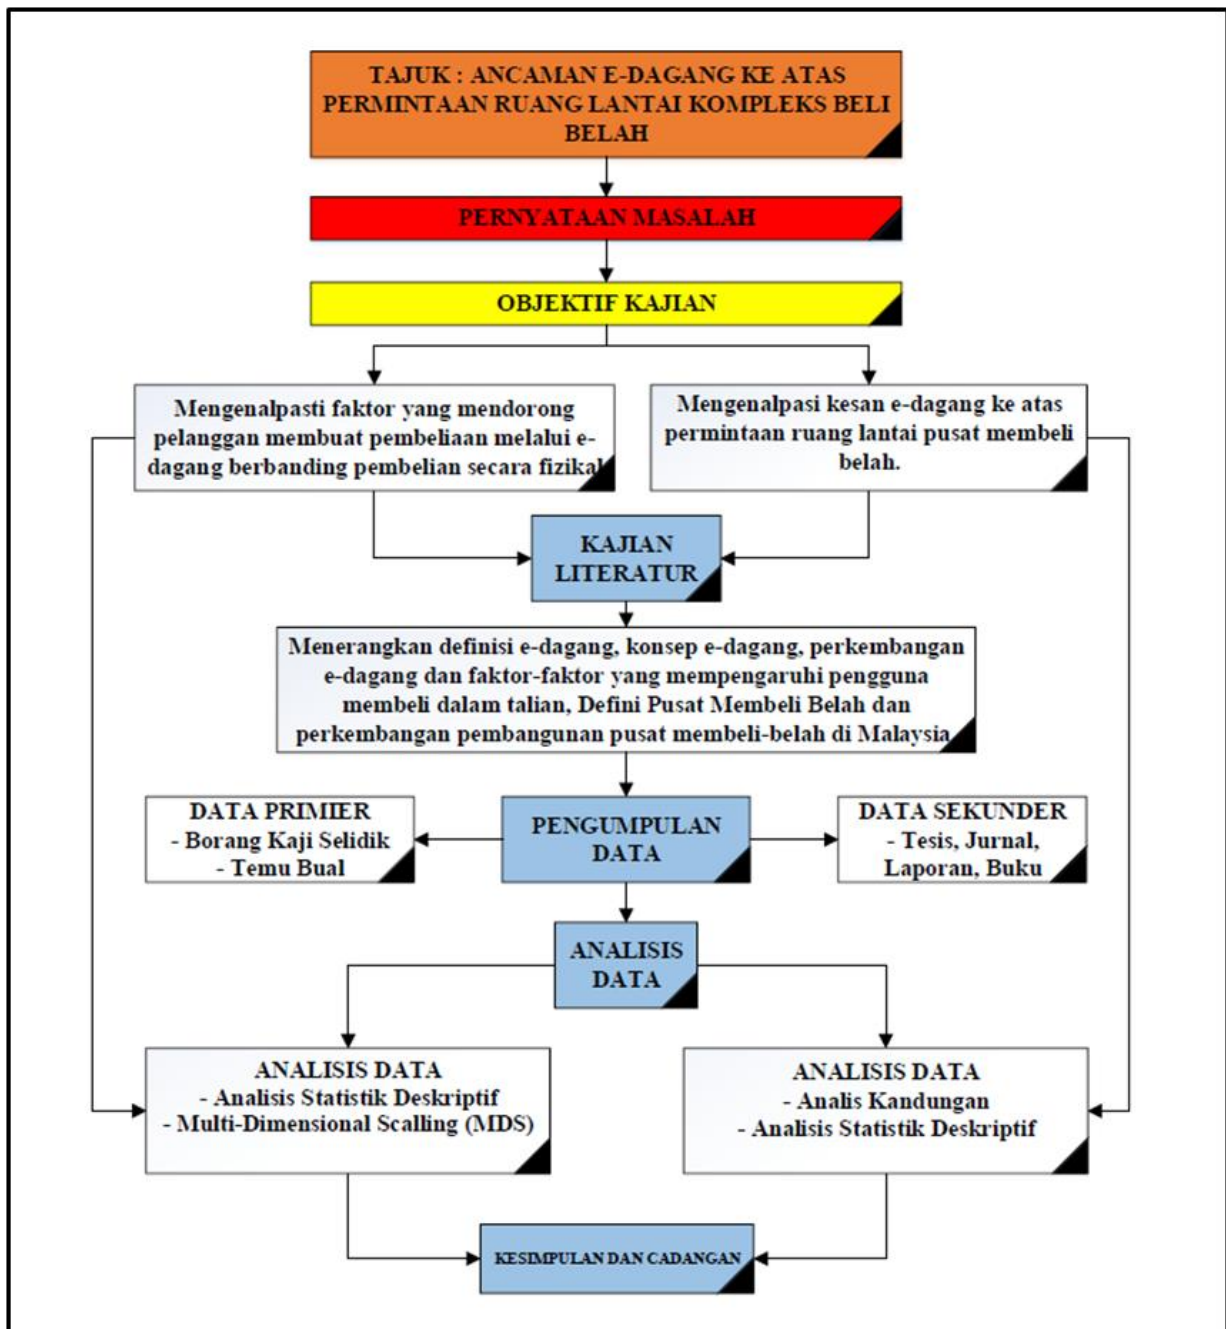 TAJUK : ANCAMAN E-DAGANG KE ATAS
PERMINTAAN RUANG LANTAI KOMPLEKS BELI
BELAH
PERNYATAAN MASALAH
OBJEKTIF KAJIAN
Mengenalpasti faktor yang mendorong
pelanggan membuat pembeliaan melalui e-
dagang berbanding pembelian secara fizikal
Mengenalpasi kesan e-dagang ke atas
permintaan ruang lantai pusat membeli
belah.
KAJIAN
LITERATUR
Menerangkan definisi e-dagang, konsep e-dagang, perkembangan
e-dagang dan faktor-faktor yang mempengaruhi pengguna
membeli dalam talian, Defini Pusat Membeli Belah dan
perkembangan pembangunan pusat membeli-belah di Malaysia
DATA PRIMIER
- Borang Kaji Selidik
- Temu Bual
PENGUMPULAN
DATA
DATA SEKUNDER
- Tesis, Jurnal,
Laporan, Buku
ANALISIS
DATA
ANALISIS DATA
- Analisis Statistik Deskriptif
- Multi-Dimensional Scalling (MDS)
ANALISIS DATA
- Analis Kandungan
- Analisis Statistik Deskriptif
KESIMPULAN DAN CADANGAN